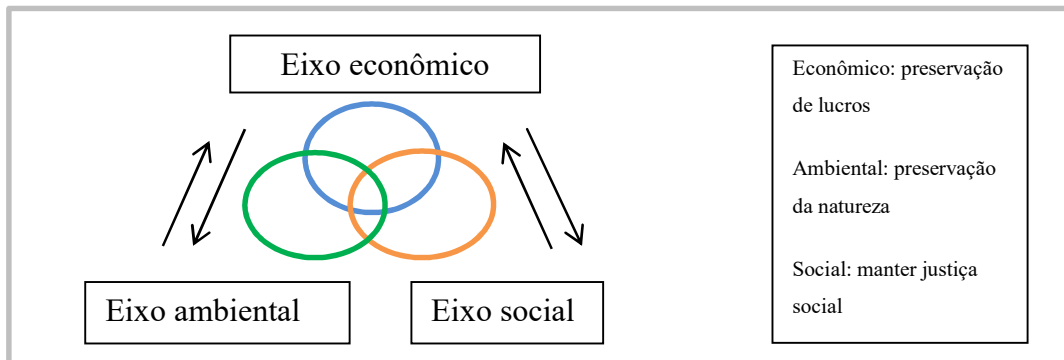 Eixo econômico
Eixo ambiental
Eixo social
Econômico: preservação
de lucros
Ambiental: preservação
da natureza
Social: manter justiça
social